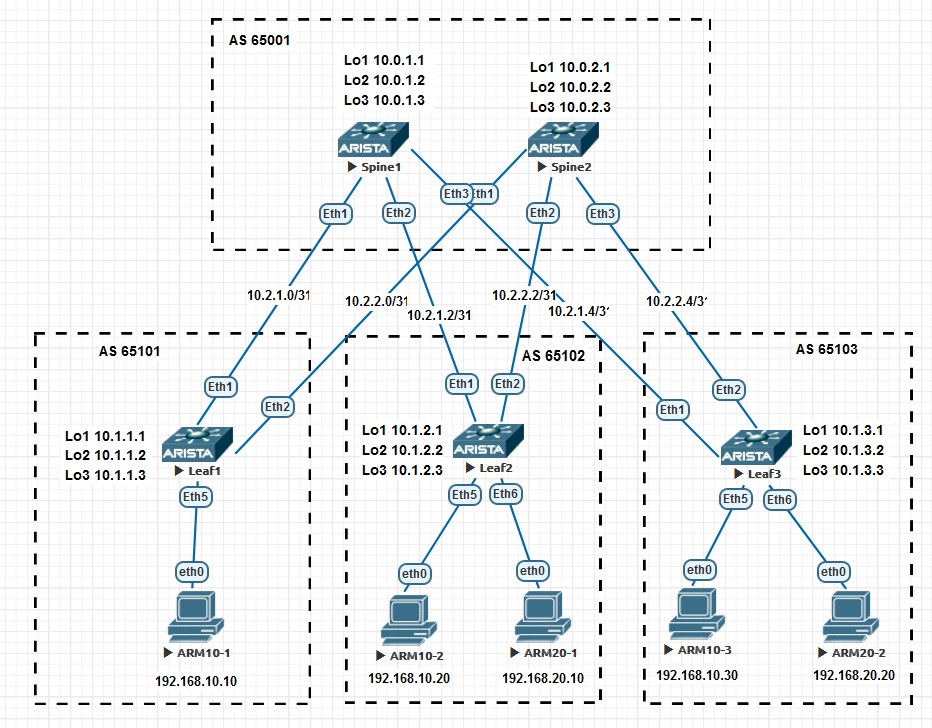 AS 65001
Lo1 10.0.1.1
Lo2 10.0.1.2
Lo3 10.0.1.3
Lo1 10.0.2.1
Lo2 10.0.2.2
Lo3 10.0.2.3
ARISTA
Spine1
ARISTA
Spine2
Eth1
Eth2
Eth3
Eth1
Eth2
Eth3
10.2.1.0/31
10.2.2.0/31
10.2.1.2/31
10.2.2.2/31
10.2.1.4/31
10.2.2.4/31
AS 65101
Eth1
Eth2
Lo1 10.1.1.1
Lo2 10.1.1.2
Lo3 10.1.1.3
ARISTA
Leaf1
Eth5
eth0
ARM10-1
192.168.10.10
AS 65102
Eth1
Eth2
Lo1 10.1.2.1
Lo2 10.1.2.2
Lo3 10.1.2.3
ARISTA
Leaf2
Eth5
Eth6
eth0
eth0
ARM10-2
ARM20-1
192.168.10.20
192.168.20.10
AS 65103
Eth1
Eth2
ARISTA
Leaf3
Lo1 10.1.3.1
Lo2 10.1.3.2
Lo3 10.1.3.3
Eth5
Eth6
eth0
eth0
ARM10-3
ARM20-2
192.168.10.30
192.168.20.20